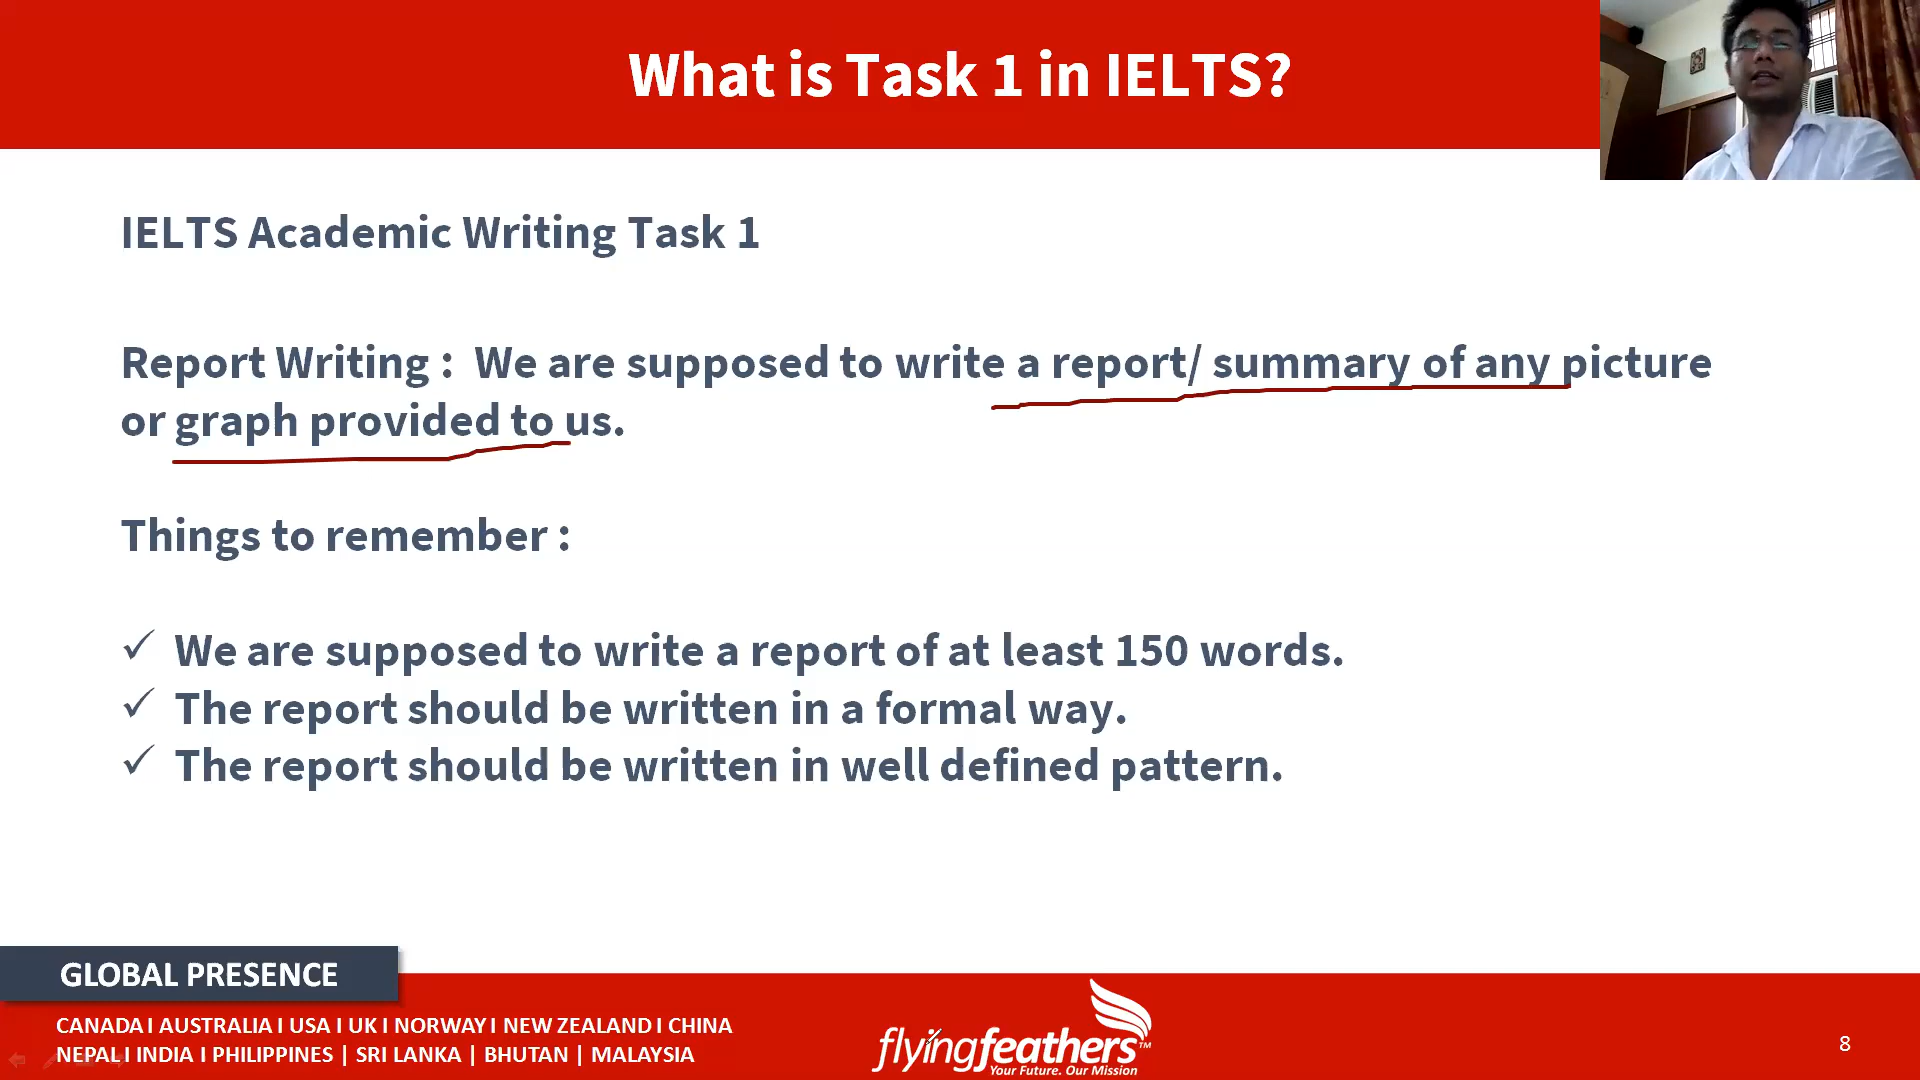 What is Task 1 in IELTS?
IELTS Academic Writing Task 1
Report Writing :  We are supposed to write a report/ summary of any picture
or graph provided to us.
Things to remember :
✓ We are supposed to write a report of at least 150 words.
✓ The report should be written in a formal way.
✓ The report should be written in well defined pattern.
GLOBAL PRESENCE
CANADA I AUSTRALIA I USA I UK I NORWAY I NEW ZEALAND I CHINA
NEPAL I INDIA I PHILIPPINES | SRI LANKA | BHUTAN | MALAYSIA
flyingfeathers™
Your Future. Our Mission
8